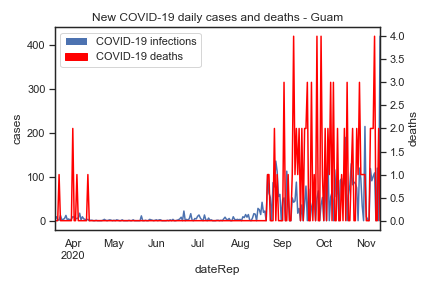 New COVID-19 daily cases and deaths - Guam
COVID-19 infections
COVID-19 deaths
400
300
200
100
0
cases
4.0
3.5
3.0
2.5
2.0
1.5
1.0
0.5
0.0
deaths
Apr May Jun Jul Aug Sep Oct Nov
2020
dateRep